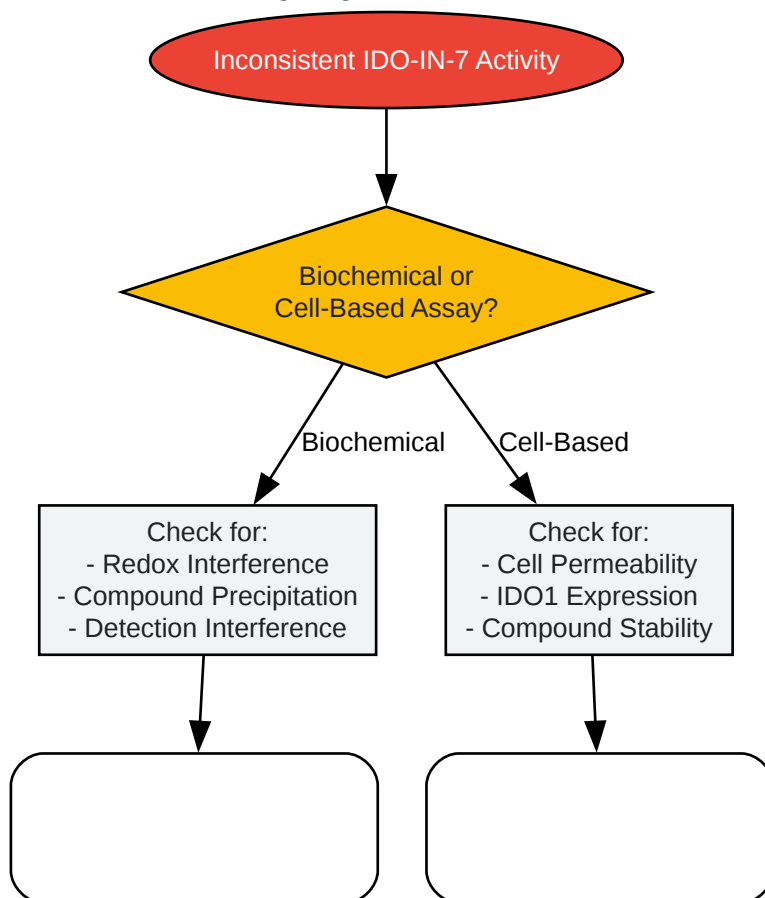 Inconsistent IDO-IN-7 Activity
Biochemical or
Cell-Based Assay?
Biochemical
Cell-Based
Check for:
- Redox Interference
- Compound Precipitation
- Detection Interference
Check for:
- Cell Permeability
- IDO1 Expression
- Compound Stability